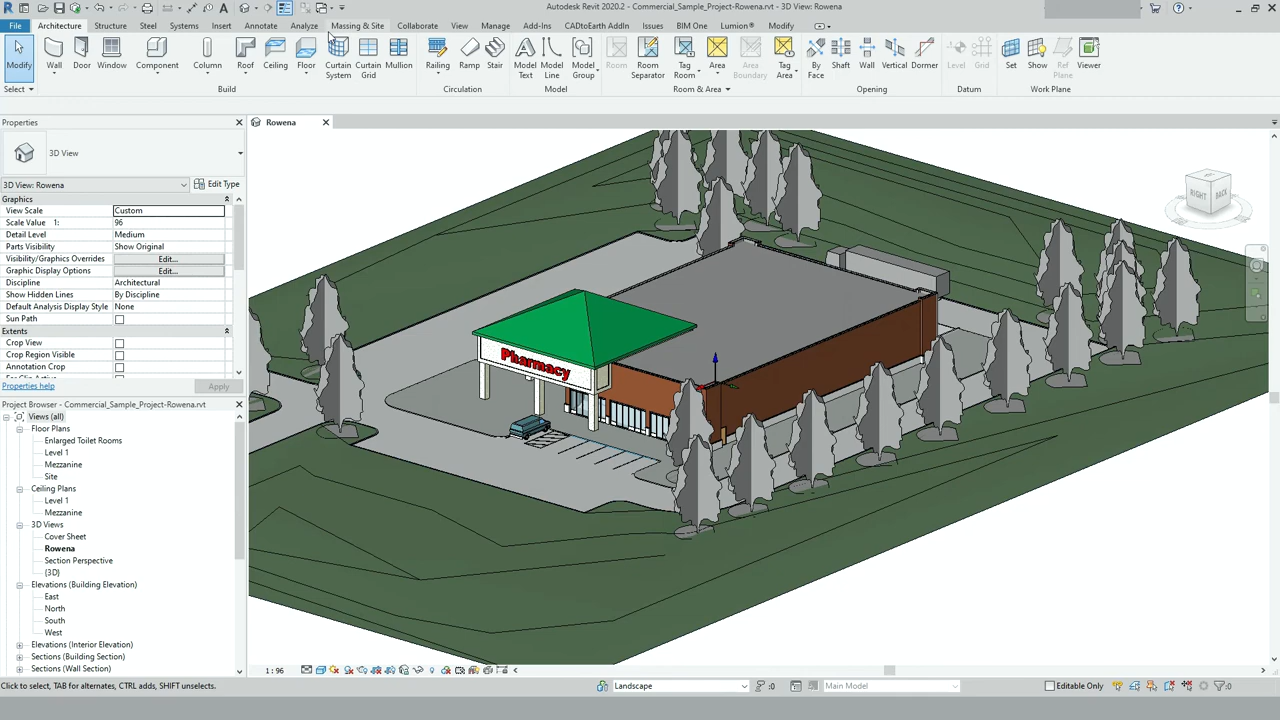 Autodesk Revit 2020.2 - Commercial_Sample_Project-Rowena.rvt - 3D View: Rowena
File Architecture Structure Steel Systems Insert Annotate Analyze Massing & Site Collaborate View Manage Add-Ins CADtoEarth AddIn Issues BIM One Lumion® Modify
Modify Wall Door Window Component Column Roof Ceiling Floor Curtain System Curtain Grid Mullion Railing Ramp Stair Model Text Model Line Model Group Room Room Separator Tag Room Area Area Boundary Tag Area By Face Shaft Wall Vertical Dormer Level Grid Set Show Ref Plane Viewer
Select Build Circulation Model Room & Area Opening Datum Work Plane
Properties
Rowena
3D View
3D View: Rowena Edit Type
Graphics
View Scale Custom
Scale Value 1: 96
Detail Level Medium
Parts Visibility Show Original
Visibility/Graphics Overrides Edit...
Graphic Display Options Edit...
Discipline Architectural
Show Hidden Lines By Discipline
Default Analysis Display Style None
Sun Path
Extents
Crop View
Crop Region Visible
Annotation Crop
Properties help Apply
Project Browser - Commercial_Sample_Project-Rowena.rvt
Views (all)
Floor Plans
Enlarged Toilet Rooms
Level 1
Mezzanine
Site
Ceiling Plans
Level 1
Mezzanine
3D Views
Cover Sheet
Rowena
Section Perspective
{3D}
Elevations (Building Elevation)
East
North
South
West
Elevations (Interior Elevation)
Sections (Building Section)
Sections (Wall Section)
Pharmacy
RIGHT BACK
1 : 96
Click to select, TAB for alternates, CTRL adds, SHIFT unselects.
Landscape :0 Main Model Editable Only :0